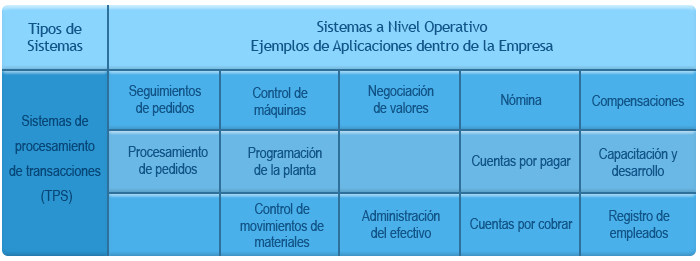 Tipos de
Sistemas
Sistemas a Nivel Operativo
Ejemplos de Aplicaciones dentro de la Empresa
Sistemas de
procesamiento
de transacciones
(TPS)
Seguimientos
de pedidos
Control de
máquinas
Negociación
de valores
Nómina
Compensaciones
Procesamiento
de pedidos
Programación
de la planta
Cuentas por pagar
Capacitación y
desarrollo
Control de
movimientos de
materiales
Administración
del efectivo
Cuentas por cobrar
Registro de
empleados